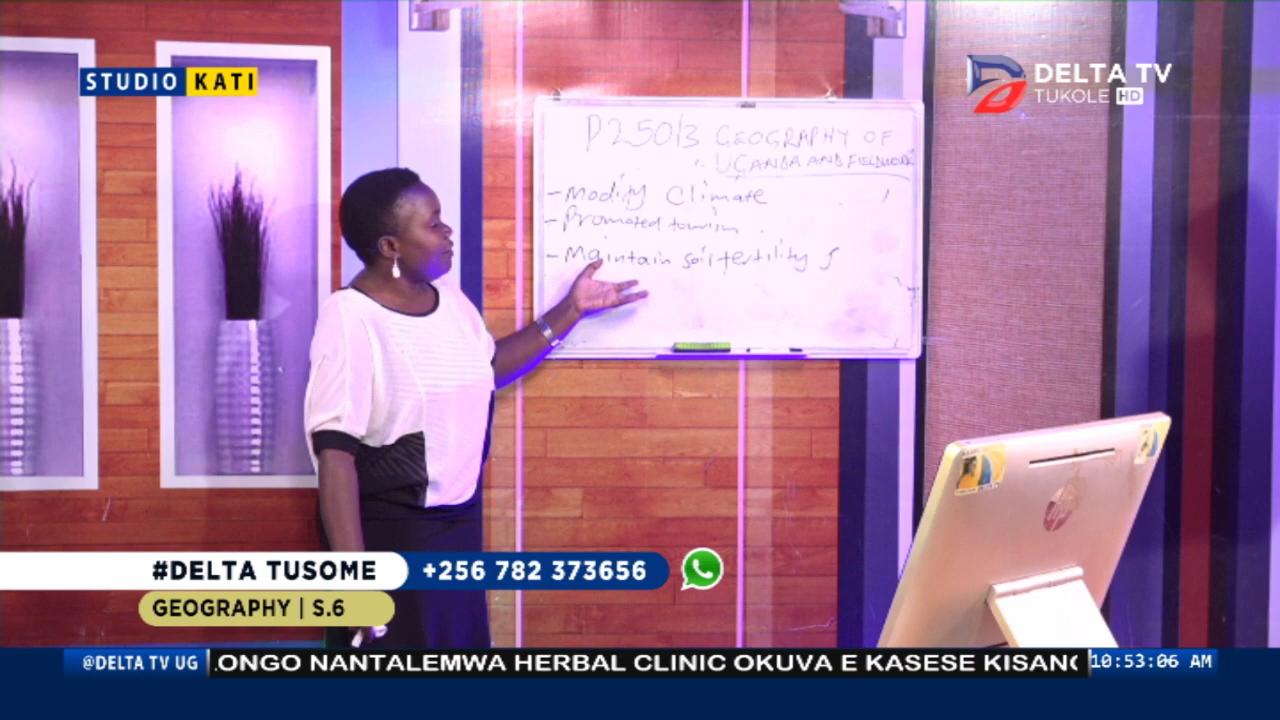 STUDIO KATI
DELTA TV
TUKOLE HD
P250/3 GEOGRAPHY OF
UGANDA AND FIELDWORK
- Modify Climate
- Promoted tourism
- Maintain soil fertility
#DELTA TUSOME +256 782 373656
GEOGRAPHY | S.6
@DELTA TV UG .ONGO NANTALEMWA HERBAL CLINIC OKUVA E KASESE KISANG 10:53:06 AM
hp